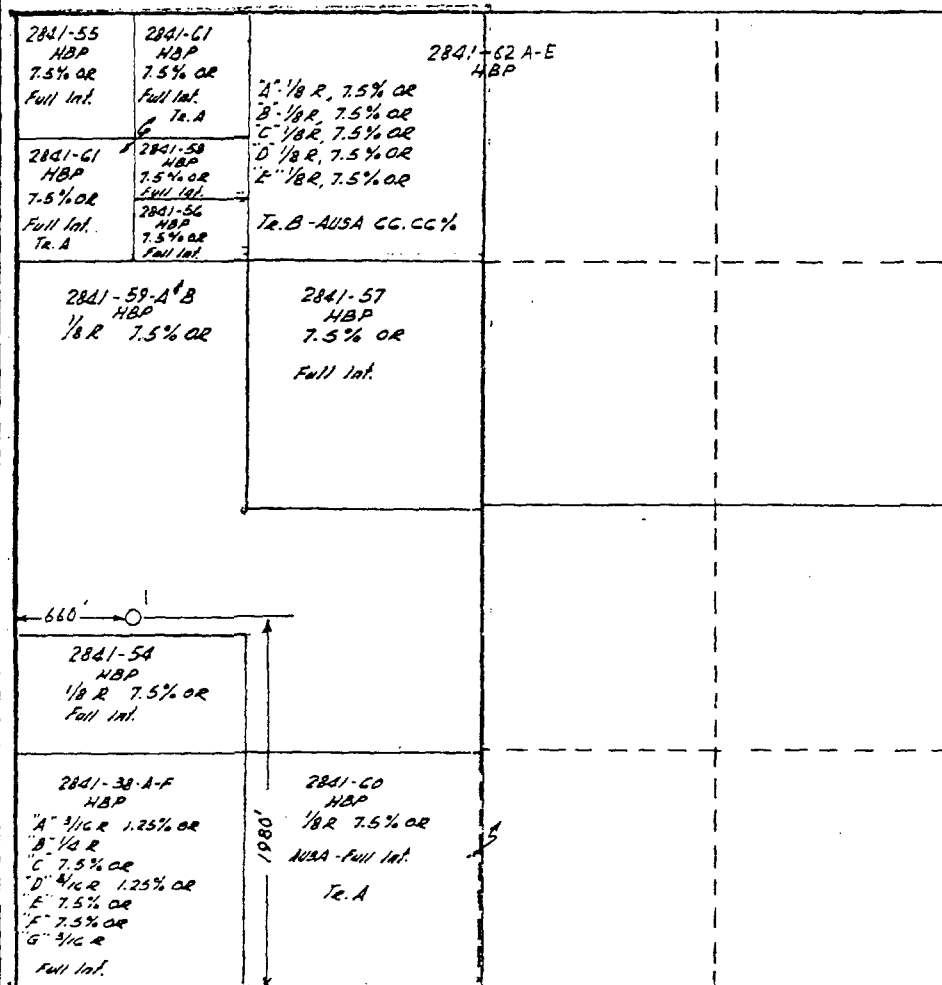 2841-55
HBP
7.5% OR
Full Int.
2841-61
HBP
7.5% OR
Full Int.
Tr. A
2841-62 A-E
HBP
"A" 1/8 R, 7.5% OR
"B" 1/8 R, 7.5% OR
"C" 1/8 R, 7.5% OR
"D" 1/8 R, 7.5% OR
"E" 1/8 R, 7.5% OR
Tr. B - AUSA 66.66%
2841-61
HBP
7.5% OR
Full Int.
Tr. A
2841-58
HBP
7.5% OR
Full Int.
2841-56
HBP
7.5% OR
Full Int.
2841-59-A&B
HBP
1/8 R 7.5% OR
2841-57
HBP
7.5% OR
Full Int.
660'
1
2841-54
HBP
1/8 R 7.5% OR
Full Int.
2841-38-A-F
HBP
"A" 3/16 R 1.25% OR
"B" 1/4 R
"C" 7.5% OR
"D" 3/16 R 1.25% OR
"E" 7.5% OR
"F" 7.5% OR
"G" 3/16 R
Full Int.
1980'
2841-60
HBP
1/8 R 7.5% OR
AUSA - Full Int.
Tr. A